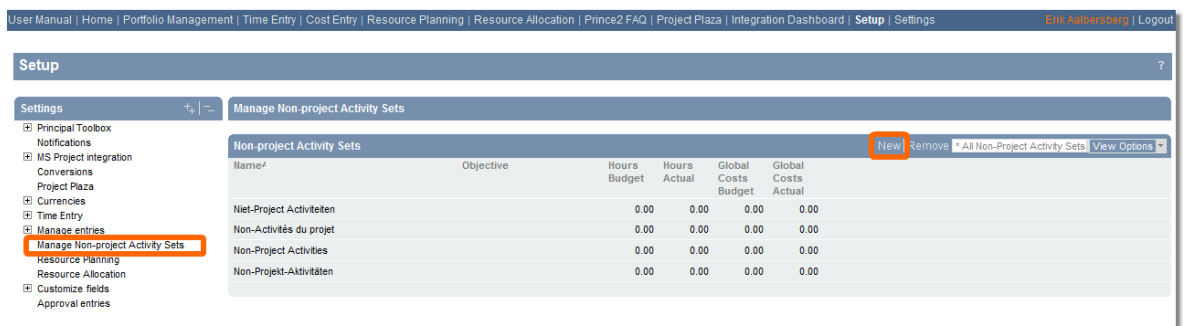 User Manual | Home | Portfolio Management | Time Entry | Cost Entry | Resource Planning | Resource Allocation | Prince2 FAQ | Project Plaza | Integration Dashboard | Setup | Settings Erik Aalbersberg | Logout
Setup ?
Settings
Principal Toolbox
Notifications
MS Project integration
Conversions
Project Plaza
Currencies
Time Entry
Manage entries
Manage Non-project Activity Sets
Resource Planning
Resource Allocation
Customize fields
Approval entries
Manage Non-project Activity Sets
Non-project Activity Sets New | Remove * All Non-Project Activity Sets View Options
Name Objective Hours Budget Hours Actual Global Costs Budget Global Costs Actual
Niet-Project Activiteiten 0.00 0.00 0.00 0.00
Non-Activités du projet 0.00 0.00 0.00 0.00
Non-Project Activities 0.00 0.00 0.00 0.00
Non-Projekt-Aktivitäten 0.00 0.00 0.00 0.00